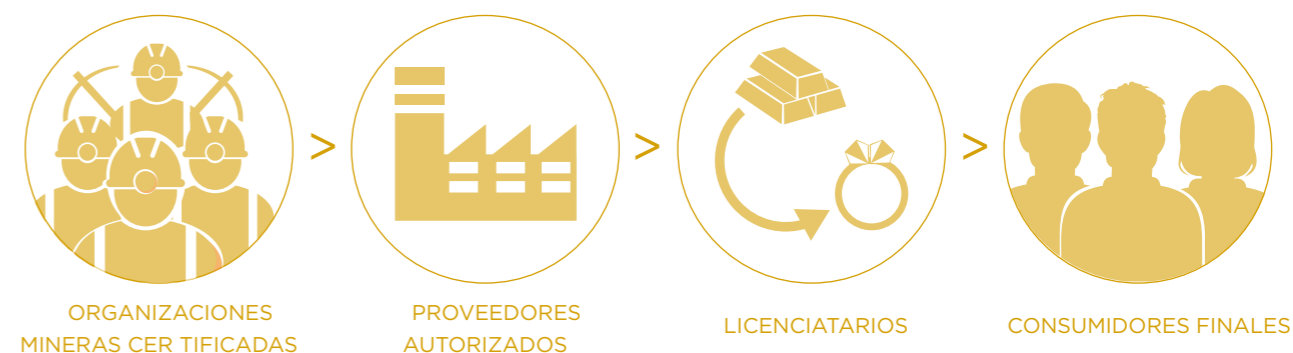 ORGANIZACIONES
MINERAS CER TIFICADAS
>
PROVEEDORES
AUTORIZADOS
>
LICENCIATARIOS
>
CONSUMIDORES FINALES